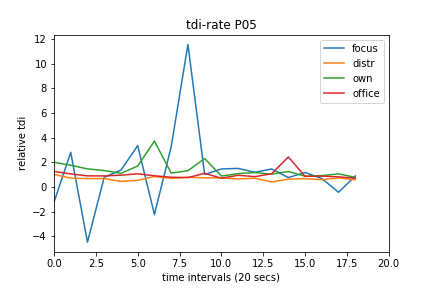 tdi-rate P05
12
10
8
6
4
2
0
−2
−4
relative tdi
focus
distr
own
office
0.0 2.5 5.0 7.5 10.0 12.5 15.0 17.5 20.0
time intervals (20 secs)